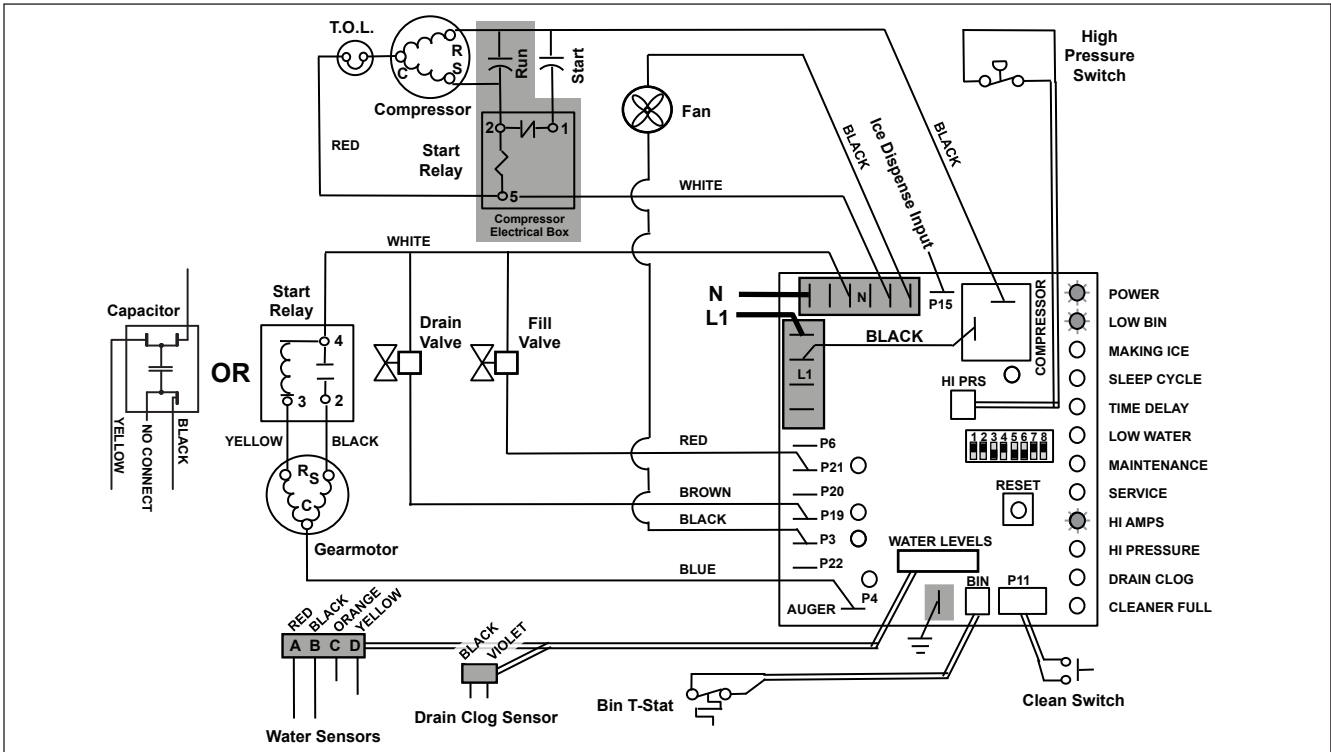 T.O.L.
R
S
C
Compressor
Run
Start
2
1
5
Start
Relay
Compressor
Electrical Box
RED
WHITE
Fan
BLACK
Ice Dispense Input
BLACK
High
Pressure
Switch
WHITE
Capacitor
YELLOW
NO CONNECT
BLACK
OR
Start
Relay
4
3
2
YELLOW
BLACK
R
S
C
Gearmotor
Drain
Valve
Fill
Valve
N
L1
N
P15
L1
BLACK
COMPRESSOR
HI PRS
1 2 3 4 5 6 7 8
RESET
RED
BROWN
BLACK
BLUE
P6
P21
P20
P19
P3
P22
P4
AUGER
WATER LEVELS
BIN
P11
POWER
LOW BIN
MAKING ICE
SLEEP CYCLE
TIME DELAY
LOW WATER
MAINTENANCE
SERVICE
HI AMPS
HI PRESSURE
DRAIN CLOG
CLEANER FULL
RED
BLACK
ORANGE
YELLOW
A B C D
Water Sensors
BLACK
VIOLET
Drain Clog Sensor
Bin T-Stat
Clean Switch